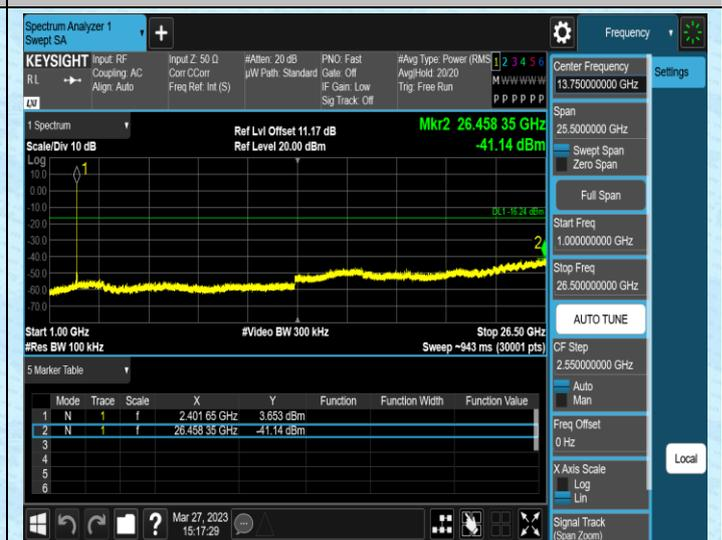 Spectrum Analyzer 1
Swept SA
+
Frequency
KEYSIGHT
RL
LXI
Input: RF
Coupling: AC
Align: Auto
Input Z: 50 Ω
Corr CCorr
Freq Ref: Int (S)
#Atten: 20 dB
µW Path: Standard
PNO: Fast
Gate: Off
IF Gain: Low
Sig Track: Off
#Avg Type: Power (RMS
Avg|Hold: 20/20
Trig: Free Run
1 2 3 4 5 6
M W W W W W
P P P P P P
1 Spectrum
Scale/Div 10 dB
Ref Lvl Offset 11.17 dB
Ref Level 20.00 dBm
Mkr2 26.458 35 GHz
-41.14 dBm
Log
10.0
0.00
-10.0
-20.0
-30.0
-40.0
-50.0
-60.0
-70.0
1
DL1 -16.24 dBm
2
Start 1.00 GHz
#Res BW 100 kHz
#Video BW 300 kHz
Stop 26.50 GHz
Sweep ~943 ms (30001 pts)
5 Marker Table
Mode Trace Scale X Y Function Function Width Function Value
1 N 1 f 2.401 65 GHz 3.653 dBm
2 N 1 f 26.458 35 GHz -41.14 dBm
3
4
5
6
?
Mar 27, 2023
15:17:29
Center Frequency
13.750000000 GHz
Span
25.5000000 GHz
Swept Span
Zero Span
Full Span
Start Freq
1.000000000 GHz
Stop Freq
26.500000000 GHz
AUTO TUNE
CF Step
2.550000000 GHz
Auto
Man
Freq Offset
0 Hz
X Axis Scale
Log
Lin
Signal Track
(Span Zoom)
Settings
Local